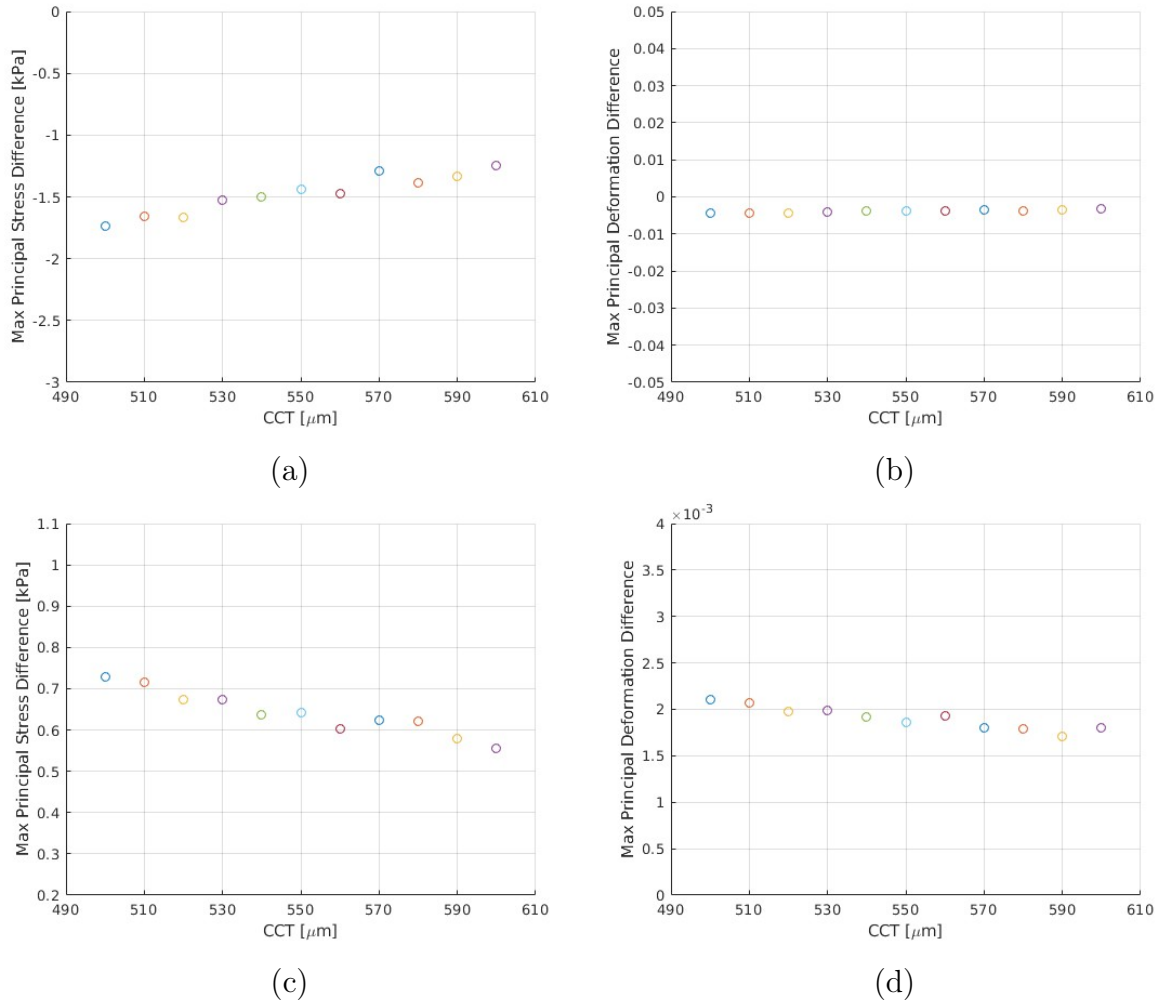 0
-0.5
-1
-1.5
-2
-2.5
-3
490 510 530 550 570 590 610
Max Principal Stress Difference [kPa]
CCT [μm]
(a)
0.05
0.04
0.03
0.02
0.01
0
-0.01
-0.02
-0.03
-0.04
-0.05
490 510 530 550 570 590 610
Max Principal Deformation Difference
CCT [μm]
(b)
1.1
1
0.9
0.8
0.7
0.6
0.5
0.4
0.3
0.2
490 510 530 550 570 590 610
Max Principal Stress Difference [kPa]
CCT [μm]
(c)
×10⁻³
4
3.5
3
2.5
2
1.5
1
0.5
0
490 510 530 550 570 590 610
Max Principal Deformation Difference
CCT [μm]
(d)